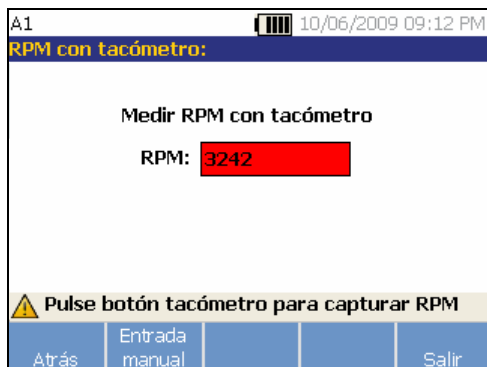 A1 10/06/2009 09:12 PM
RPM con tacómetro:
Medir RPM con tacómetro
RPM: 3242
Pulse botón tacómetro para capturar RPM
Atrás Entrada manual Salir